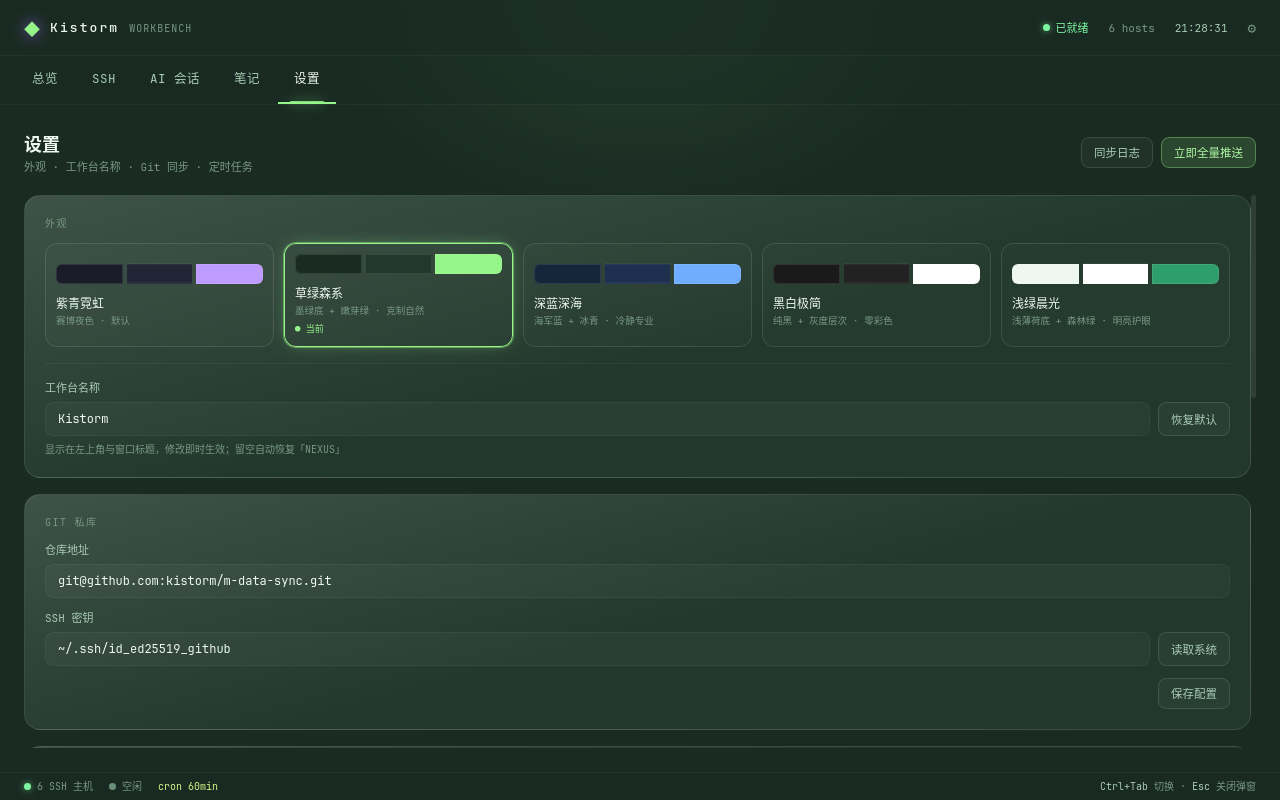 Kistorm WORKBENCH
已就绪 6 hosts 21:28:31
总览 SSH AI 会话 笔记 设置
设置
外观 · 工作台名称 · Git 同步 · 定时任务
同步日志 立即全量推送
外观
紫青霓虹
赛博夜色 · 默认
草绿森系
墨绿底 + 嫩芽绿 · 克制自然
当前
深蓝深海
海军蓝 + 冰青 · 冷静专业
黑白极简
纯黑 + 灰度层次 · 零彩色
浅绿晨光
浅薄荷底 + 森林绿 · 明亮护眼
工作台名称
Kistorm 恢复默认
显示在左上角与窗口标题，修改即时生效；留空自动恢复「NEXUS」
GIT 私库
仓库地址
git@github.com:kistorm/m-data-sync.git
SSH 密钥
~/.ssh/id_ed25519_github 读取系统
保存配置
6 SSH 主机 空闲 cron 60min
Ctrl+Tab 切换 · Esc 关闭弹窗